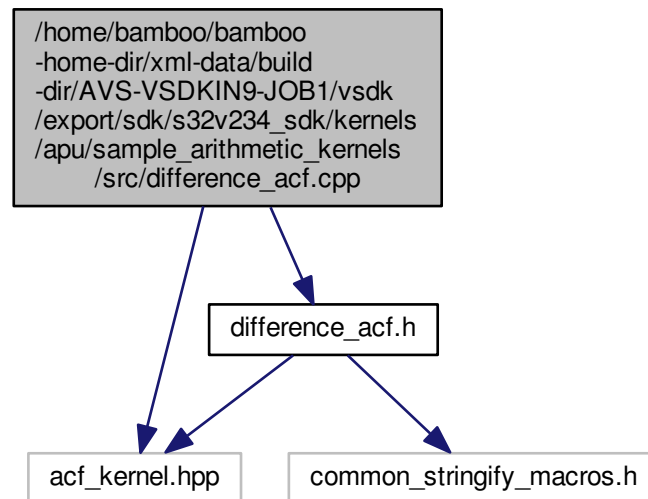 /home/bamboo/bamboo
-home-dir/xml-data/build
-dir/AVS-VSDKIN9-JOB1/vsdk
/export/sdk/s32v234_sdk/kernels
/apu/sample_arithmetic_kernels
/src/difference_acf.cpp
difference_acf.h
acf_kernel.hpp
common_stringify_macros.h